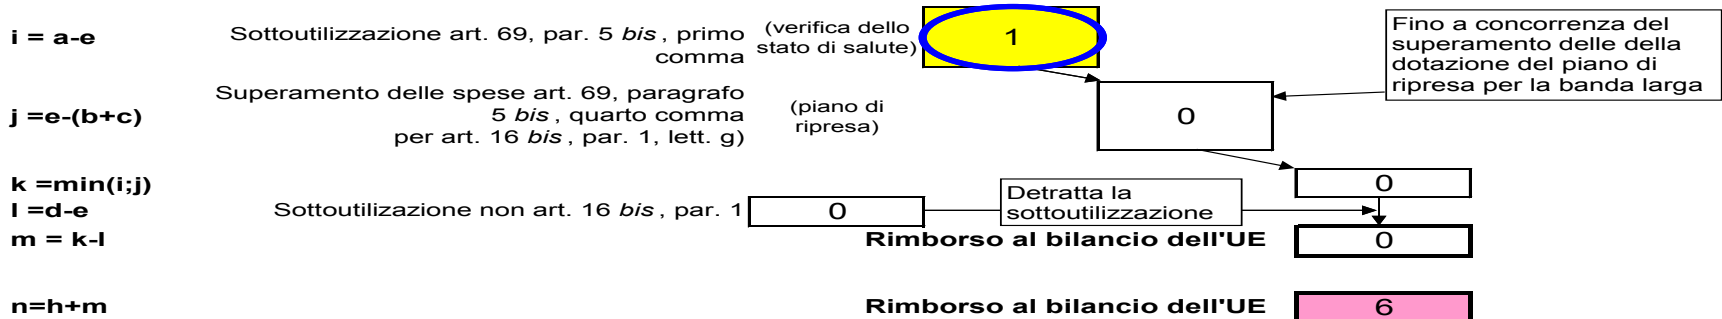 i = a-e
Sottoutilizzazione art. 69, par. 5 bis, primo
comma
(verifica dello
stato di salute)
1
Fino a concorrenza del
superamento delle della
dotazione del piano di
ripresa per la banda larga
j =e-(b+c)
Superamento delle spese art. 69, paragrafo
5 bis, quarto comma
per art. 16 bis, par. 1, lett. g)
(piano di
ripresa)
0
k =min(i;j)
0
l =d-e
Sottoutilizazione non art. 16 bis, par. 1
0
Detratta la
sottoutilizzazione
m = k-l
Rimborso al bilancio dell'UE
0
n=h+m
Rimborso al bilancio dell'UE
6